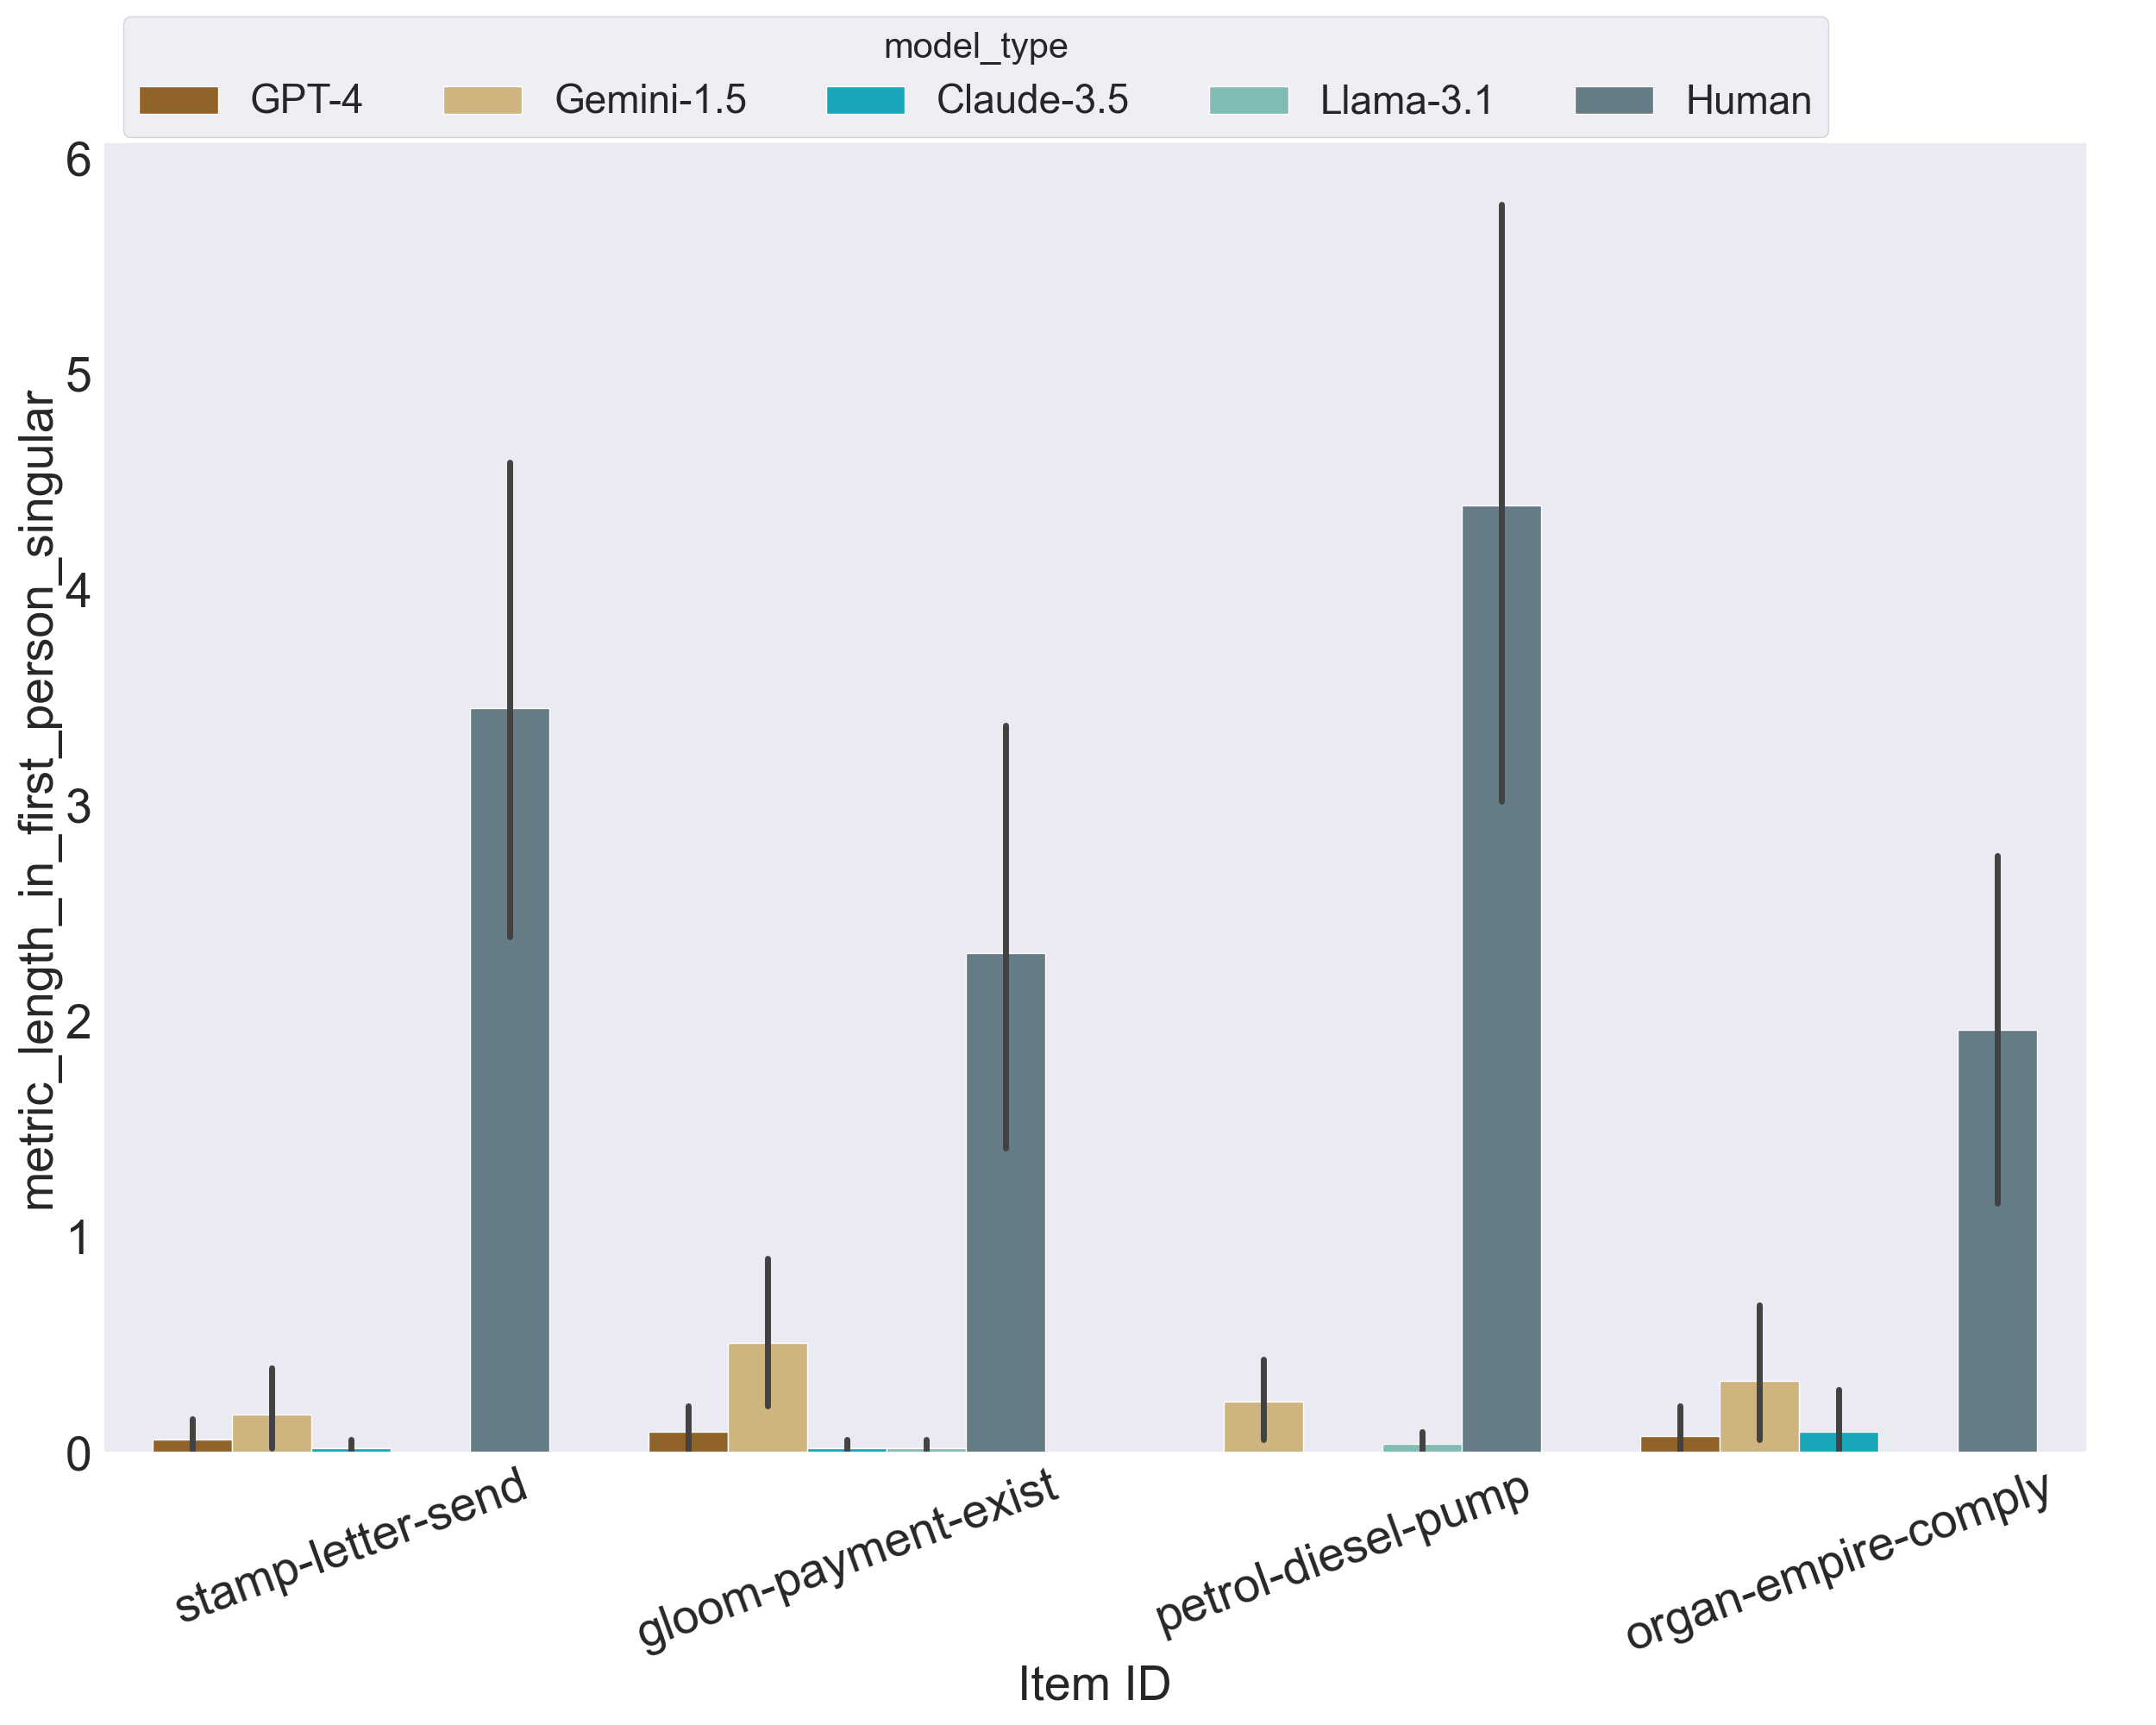 model_type
GPT-4 Gemini-1.5 Claude-3.5 Llama-3.1 Human
metric_length_in_first_person_singular
6
5
4
3
2
1
0
stamp-letter-send
gloom-payment-exist
petrol-diesel-pump
organ-empire-comply
Item ID